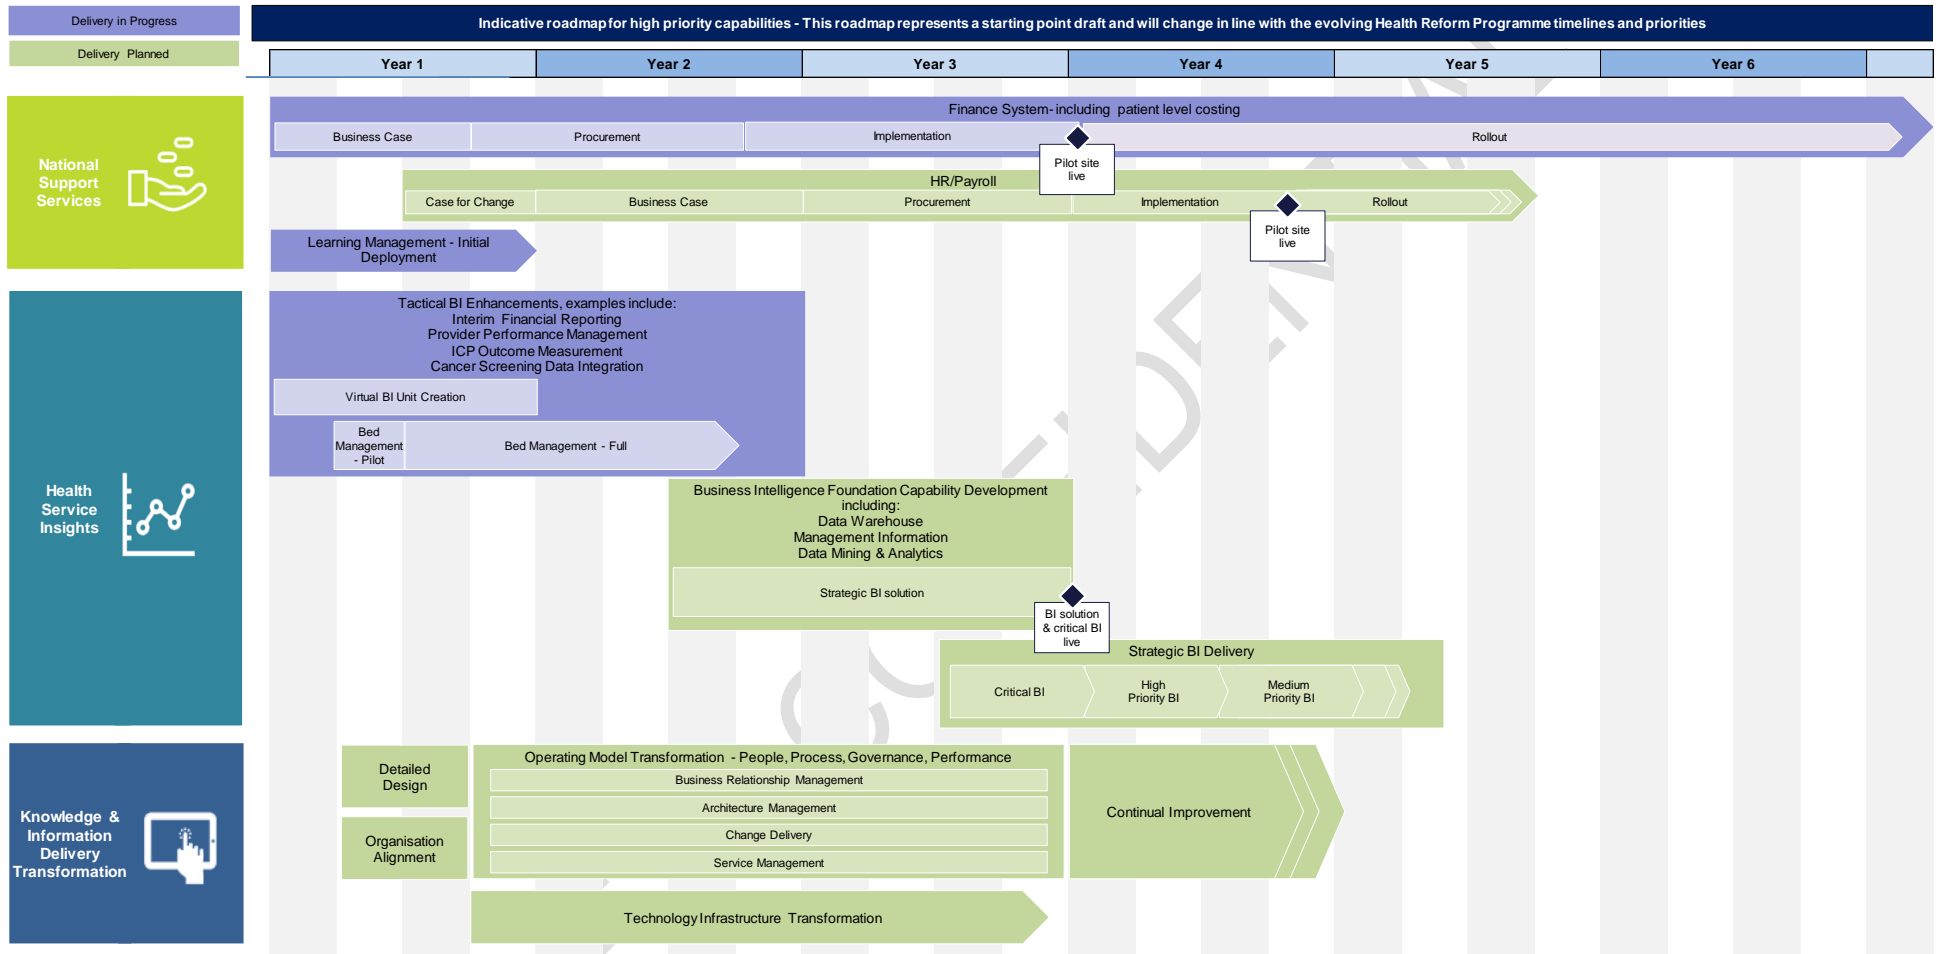 Delivery in Progress
Delivery Planned
Indicative roadmap for high priority capabilities - This roadmap represents a starting point draft and will change in line with the evolving Health Reform Programme timelines and priorities
Year 1
Year 2
Year 3
Year 4
Year 5
Year 6
National
Support
Services
Finance System- including patient level costing
Business Case
Procurement
Implementation
Rollout
Pilot site
live
HR/Payroll
Case for Change
Business Case
Procurement
Implementation
Rollout
Pilot site
live
Learning Management - Initial
Deployment
Health
Service
Insights
Tactical BI Enhancements, examples include:
Interim Financial Reporting
Provider Performance Management
ICP Outcome Measurement
Cancer Screening Data Integration
Virtual BI Unit Creation
Bed
Management
- Pilot
Bed Management - Full
Business Intelligence Foundation Capability Development
including:
Data Warehouse
Management Information
Data Mining & Analytics
Strategic BI solution
BI solution
& critical BI
live
Strategic BI Delivery
Critical BI
High
Priority BI
Medium
Priority BI
Knowledge &
Information
Delivery
Transformation
Detailed
Design
Organisation
Alignment
Operating Model Transformation - People, Process, Governance, Performance
Business Relationship Management
Architecture Management
Change Delivery
Service Management
Continual Improvement
Technology Infrastructure Transformation